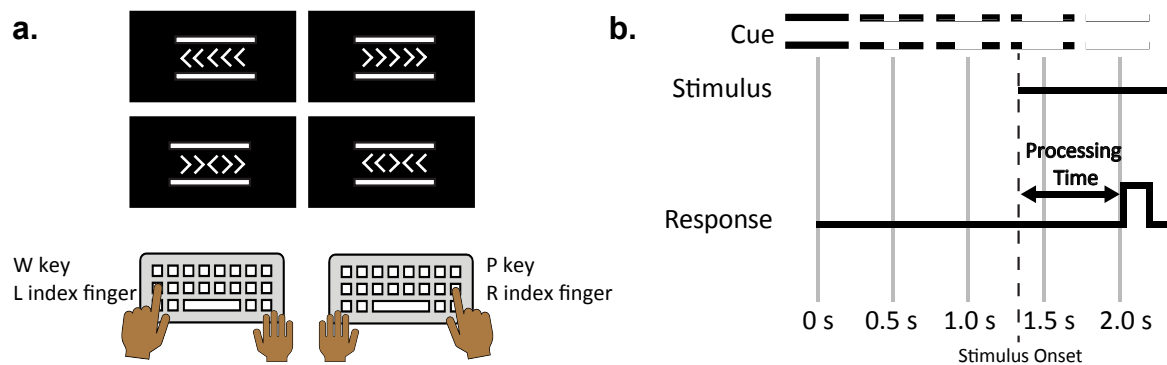 a.
<<<<<
>>>>>
>><>>
<<><<
W key
L index finger
P key
R index finger
b.
Cue
Stimulus
Processing
Time
Response
0 s
0.5 s
1.0 s
1.5 s
2.0 s
Stimulus Onset